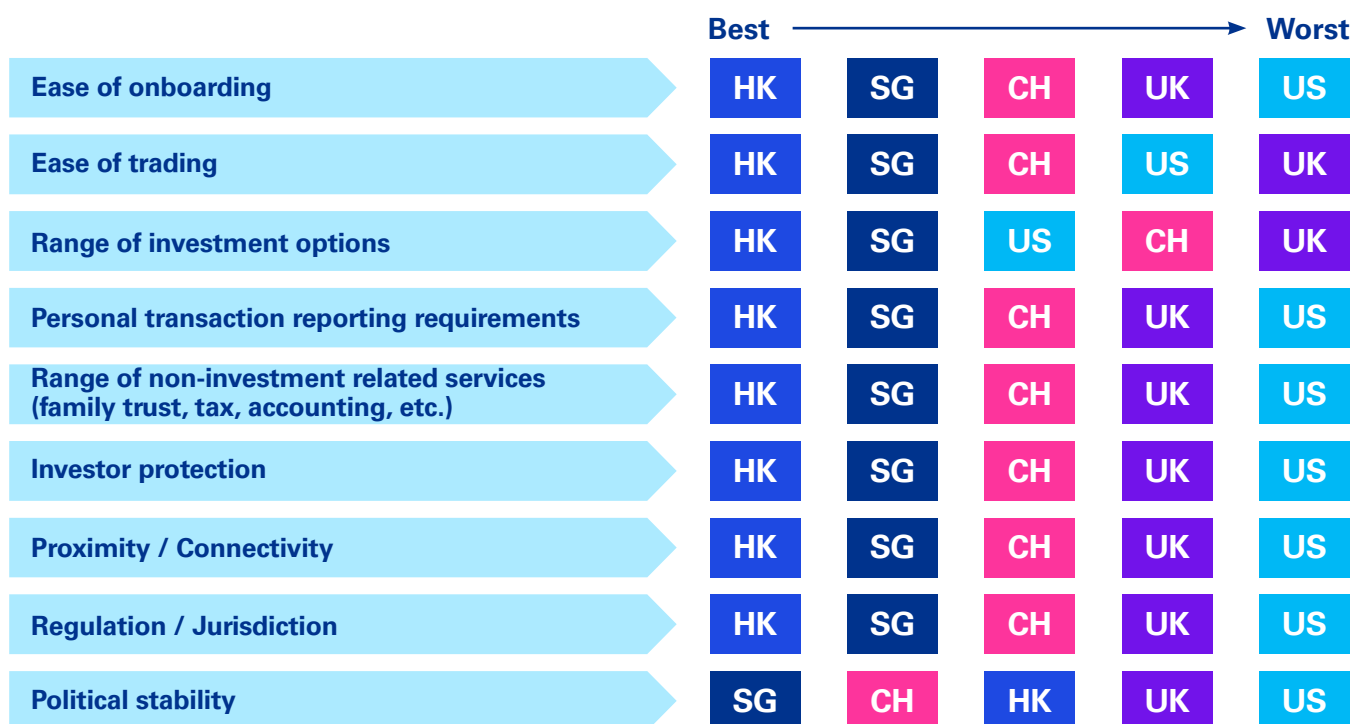 Best Worst
Ease of onboarding HK SG CH UK US
Ease of trading HK SG CH US UK
Range of investment options HK SG US CH UK
Personal transaction reporting requirements HK SG CH UK US
Range of non-investment related services
(family trust, tax, accounting, etc.) HK SG CH UK US
Investor protection HK SG CH UK US
Proximity / Connectivity HK SG CH UK US
Regulation / Jurisdiction HK SG CH UK US
Political stability SG CH HK UK US